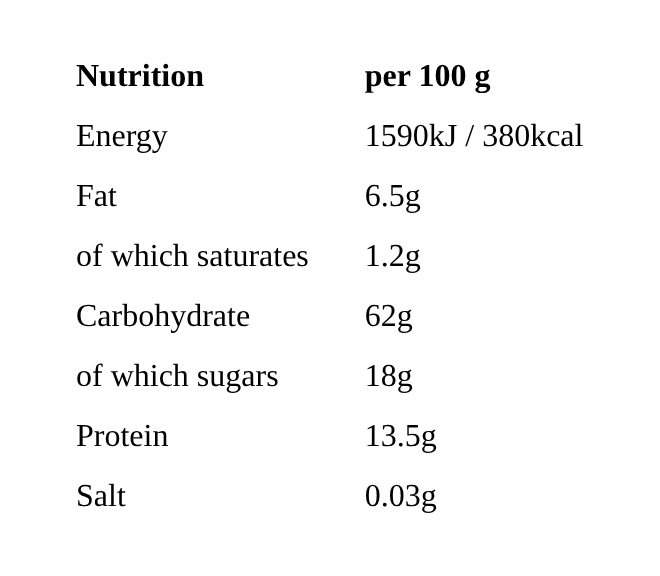 Nutrition per 100 g
Energy 1590kJ / 380kcal
Fat 6.5g
of which saturates 1.2g
Carbohydrate 62g
of which sugars 18g
Protein 13.5g
Salt 0.03g